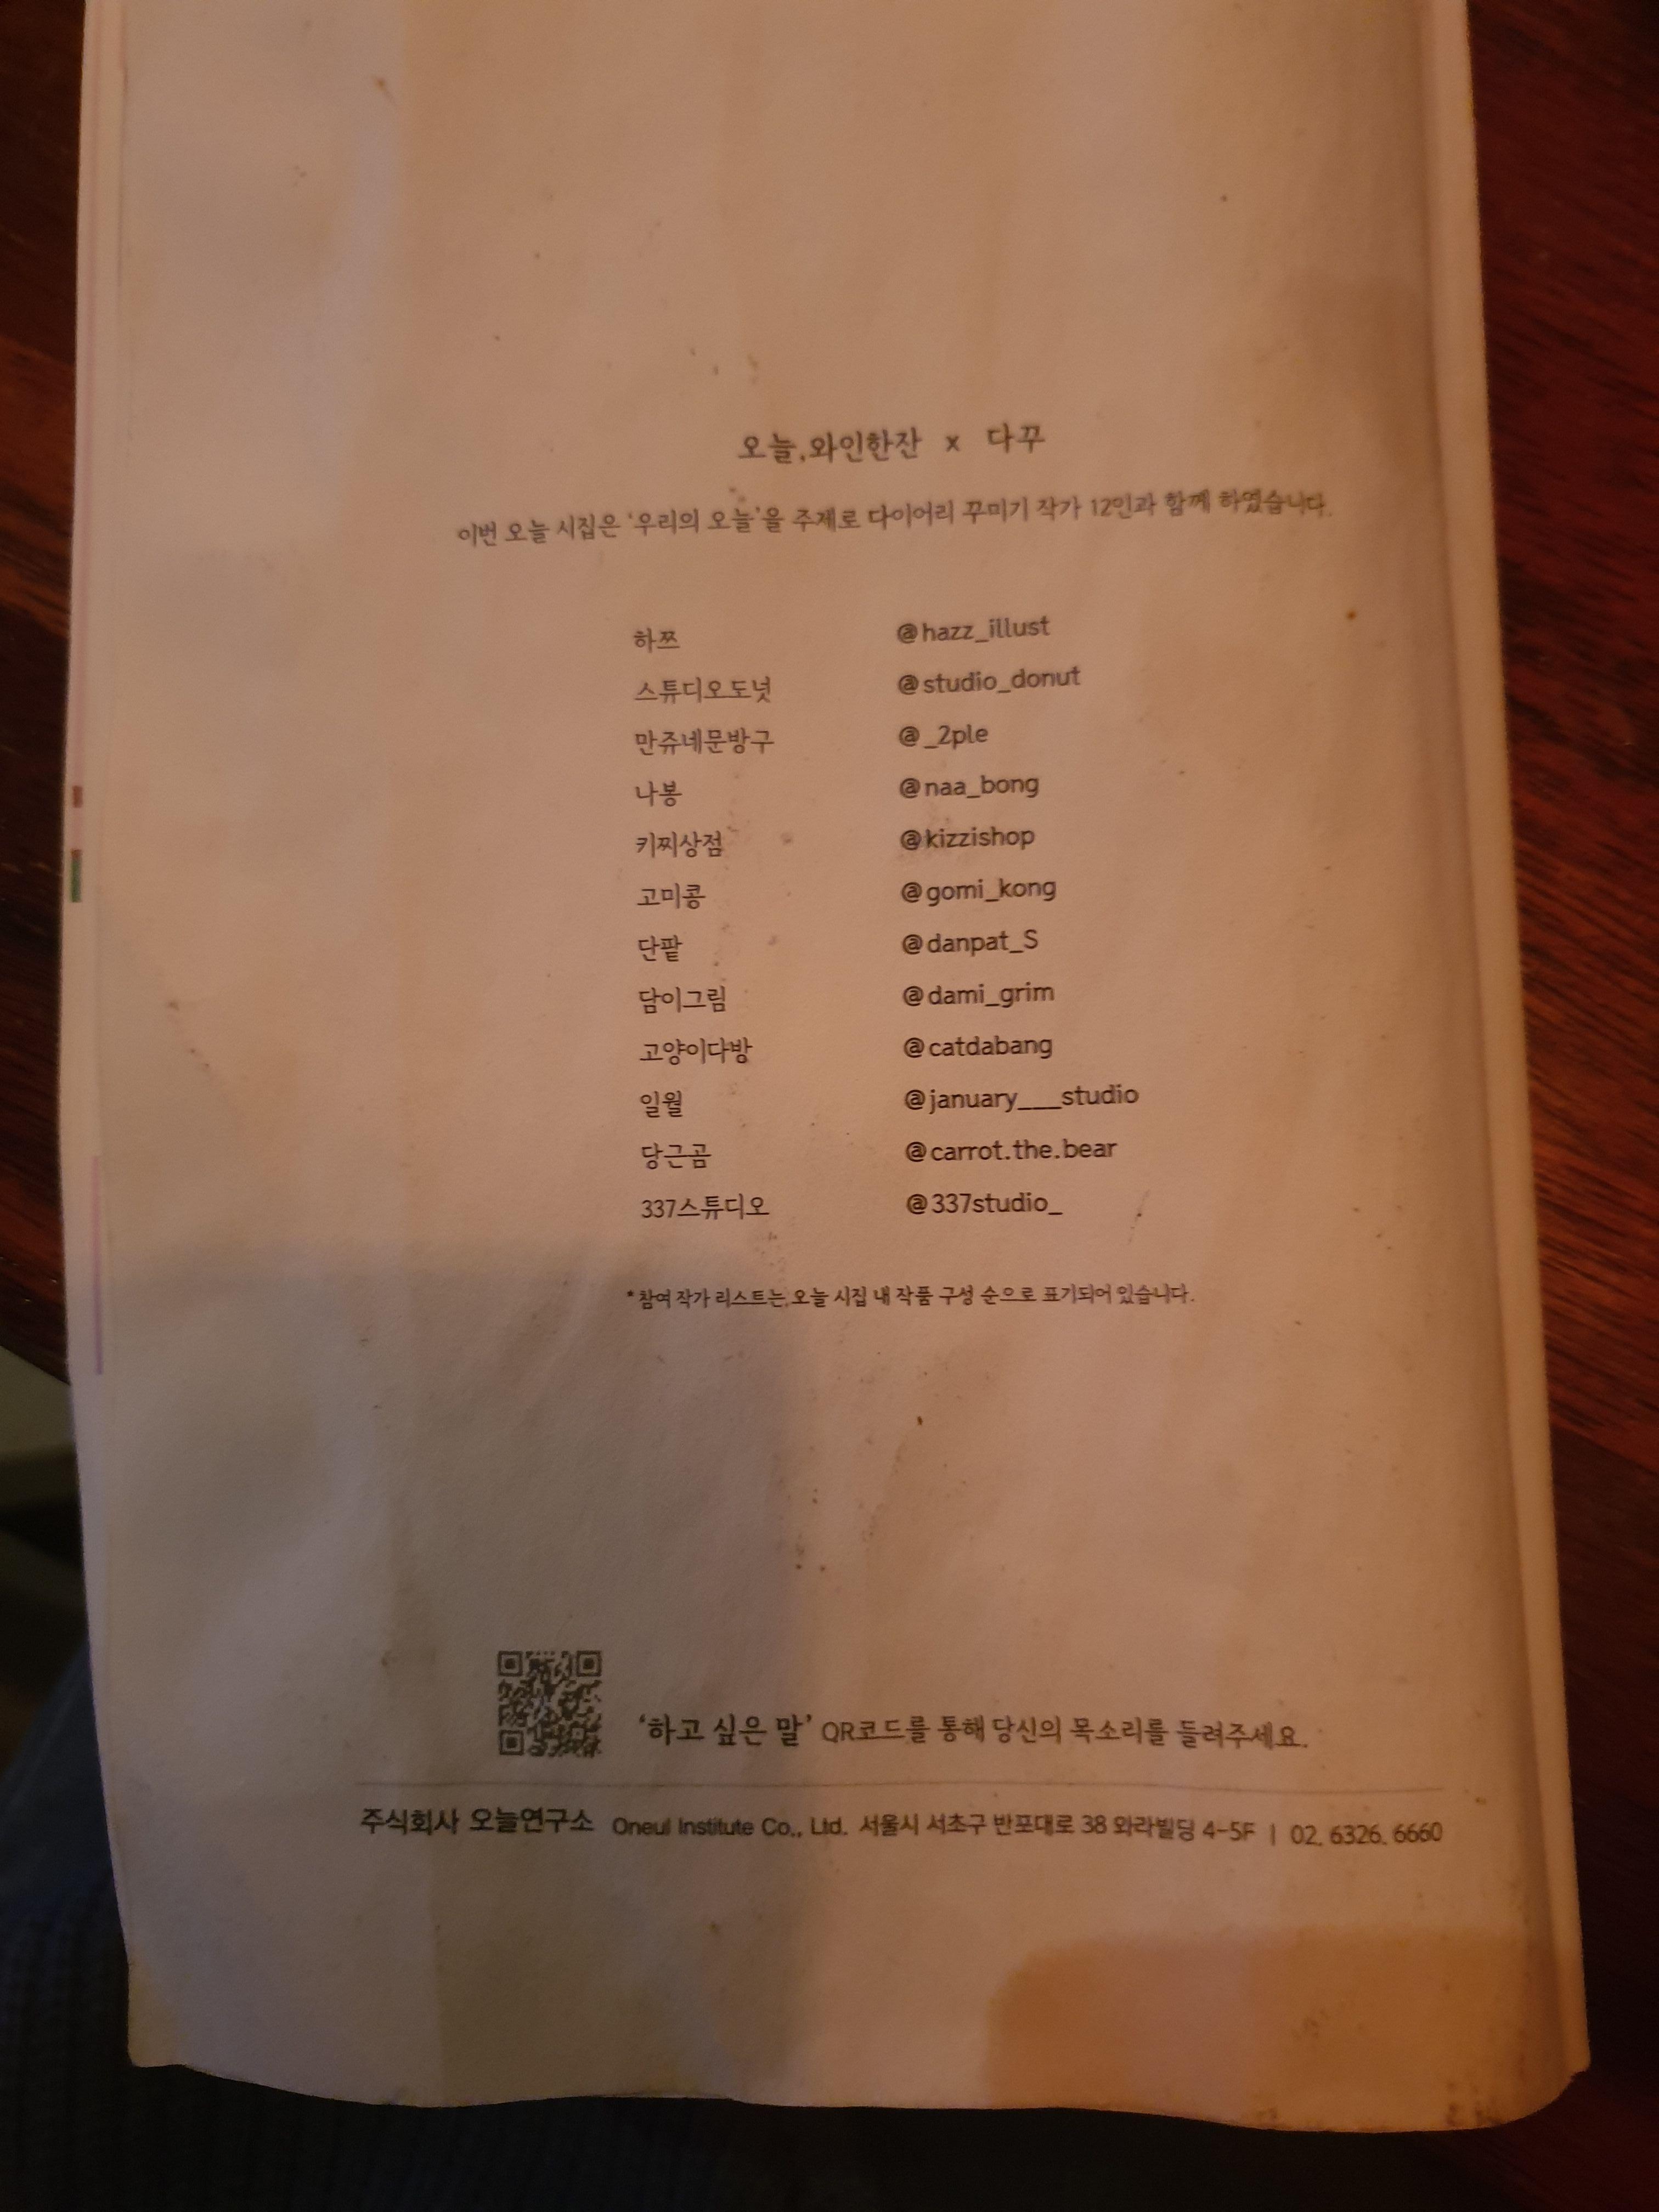 오늘,와인한잔 x 다꾸
이번 오늘 시집은 '우리의 오늘'을 주제로 다이어리 꾸미기 작가 12인과 함께 하였습니다.
하쯔 @hazz_illust
스튜디오도넛 @studio_donut
만쥬네문방구 @_2ple
나봉 @naa_bong
키찌상점 @kizzishop
고미콩 @gomi_kong
단팥 @danpat_S
담이그림 @dami_grim
고양이다방 @catdabang
일월 @january___studio
당근곰 @carrot.the.bear
337스튜디오 @337studio_
*참여 작가 리스트는, 오늘 시집 내 작품 구성 순으로 표기되어 있습니다.
'하고 싶은 말' QR코드를 통해 당신의 목소리를 들려주세요.
주식회사 오늘연구소 Oneul Institute Co., Ltd. 서울시 서초구 반포대로 38 와라빌딩 4-5F | 02. 6326. 6660